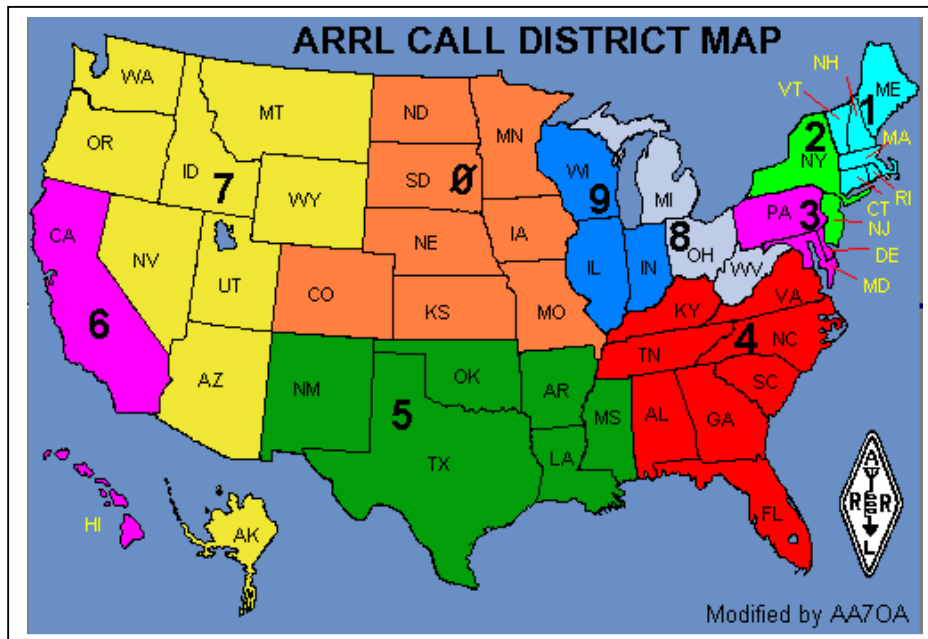 ARRL CALL DISTRICT MAP
NH
WA
MT
ND
MN
VT
ME
1
OR
2
MA
ID
7
SD
Ø
WI
NY
WY
9
MI
RI
CT
PA
3
NJ
CA
NE
IA
8
OH
DE
NV
UT
IL
IN
WV
MD
CO
KS
MO
KY
VA
6
TN
4
NC
AZ
NM
OK
AR
SC
5
MS
AL
GA
TX
LA
HI
AK
FL
A
R R
L
Modified by AA7OA